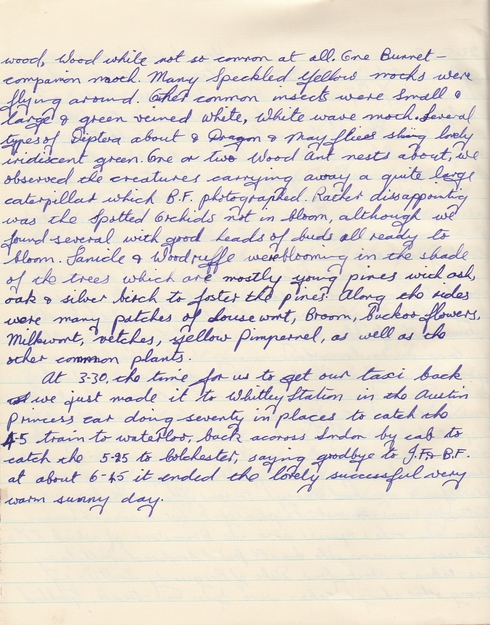 wood, Wood white not so common at all. One Burnet-
companion moch. Many Speckled Yellow mochs were
flying around. Other common insects were Small &
large & green veined white, White wave moch. Several
types of Diptera about & Dragon & May flies shing lovely
iridiscent green. One or two Wood Ant nests about, we
observed the creatures carrying away a quite large
caterpillar which B.F. photographed. Racher dissappointing
was the Spotted Orchids not in bloom, although we
found several with good heads of buds all ready to
bloom. Sanicle & Woodruffe were blooming in the shade
of the trees which are mostly young pines wich ash,
oak & silver birch to foster the pines. Along the rides
were many patches of lousewort, Broom, Cuckoo flowers,
Milkwort, vetches, yellow Pimpernel, as well as the
other common plants.
At 3-30, the time for us to get our taxi back
we just made it to Whitley Station in the Austin
Princess car doing seventy in places to catch the
4-5 train to waterloo, back acorss Lndon by cab to
catch the 5-25 to Colchester, saying goodbye to J.F & B.F.
at about 6-45 it ended the lovely successful very
warm sunny day.